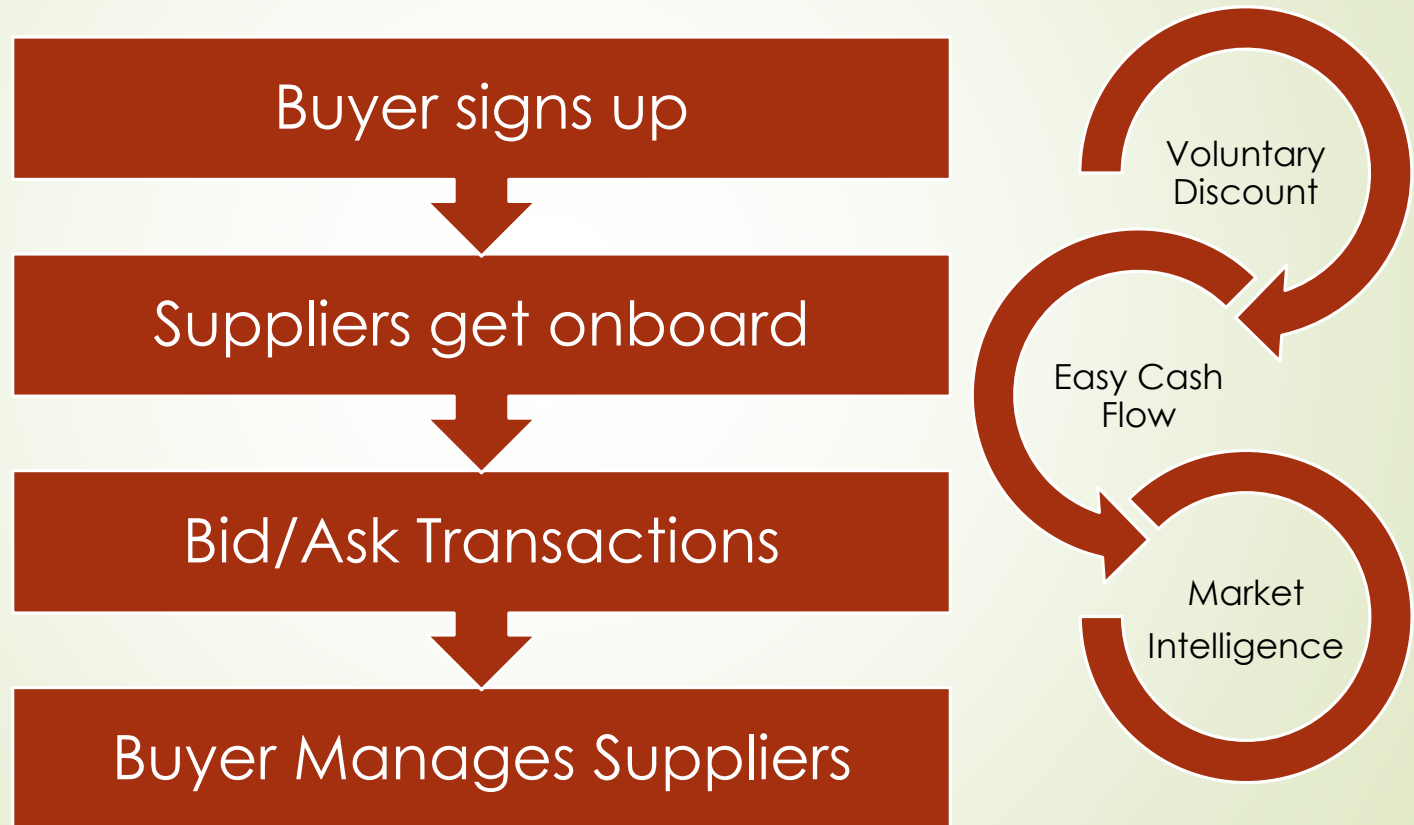 Buyer signs up
Suppliers get onboard
Bid/Ask Transactions
Buyer Manages Suppliers
Voluntary
Discount
Easy Cash
Flow
Market
Intelligence